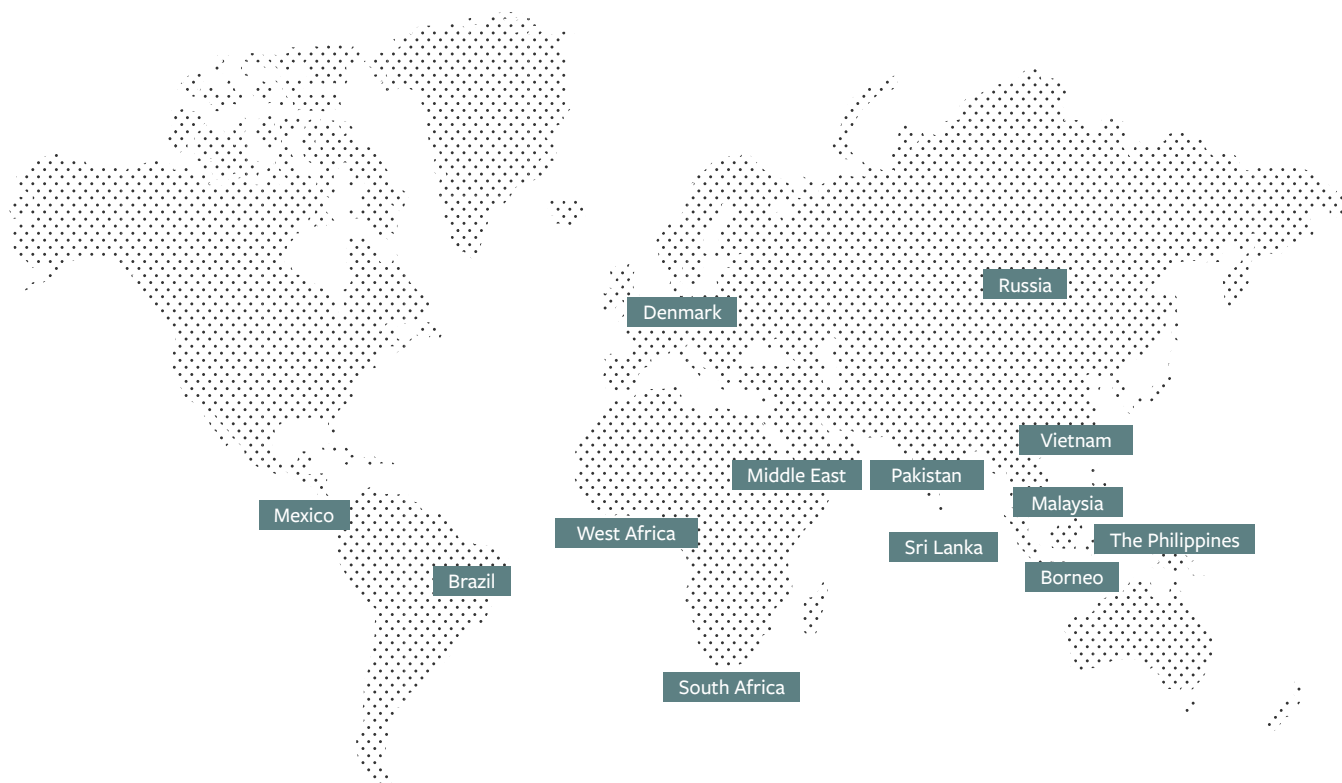 Russia
Denmark
Vietnam
Middle East
Pakistan
Malaysia
Mexico
West Africa
The Philippines
Sri Lanka
Borneo
Brazil
South Africa